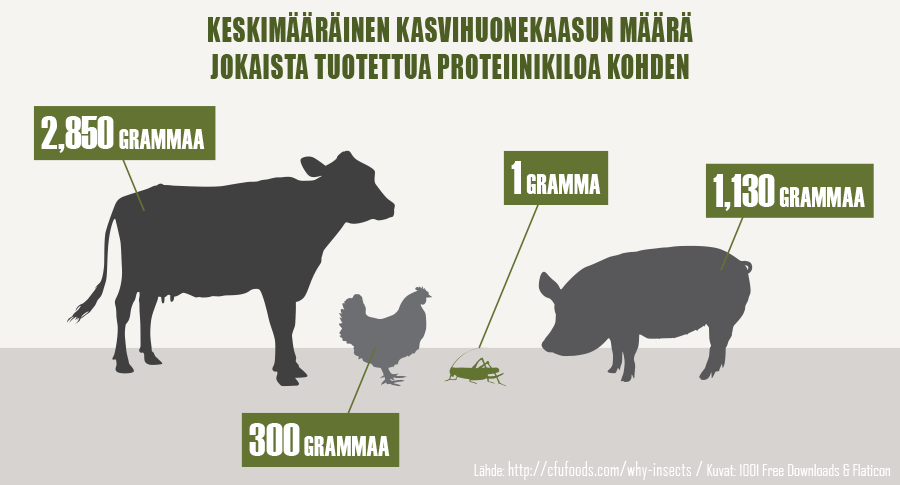 KESKIMÄÄRÄINEN KASVIHUONEKAASUN MÄÄRÄ
JOKAISTA TUOTETTUA PROTEIINIKILOA KOHDEN
2,850 GRAMMAA
1 GRAMMA
1,130 GRAMMAA
300 GRAMMAA
Lähde: http://cfufoods.com/why-insects / Kuvat: 1001 Free Downloads & Flaticon